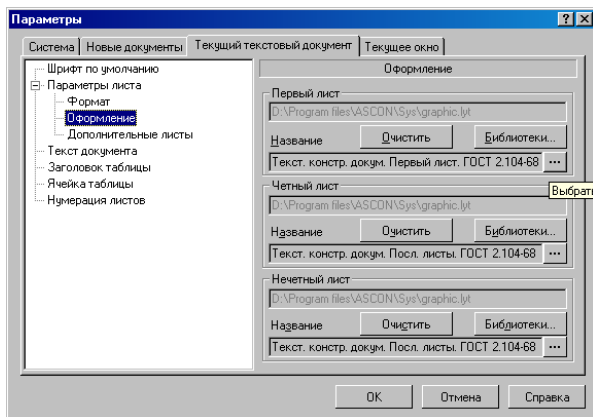 Параметры
Система Новые документы Текущий текстовый документ Текущее окно
Шрифт по умолчанию
Параметры листа
Формат
Оформление
Дополнительные листы
Текст документа
Заголовок таблицы
Ячейка таблицы
Нумерация листов
Оформление
Первый лист
D:\Program files\ASCON\Sys\graphic.lyt
Название Очистить Библиотеки...
Текст. констр. докум. Первый лист. ГОСТ 2.104-68 ...
Выбрать
Четный лист
D:\Program files\ASCON\Sys\graphic.lyt
Название Очистить Библиотеки...
Текст. констр. докум. Посл. листы. ГОСТ 2.104-68 ...
Нечетный лист
D:\Program files\ASCON\Sys\graphic.lyt
Название Очистить Библиотеки...
Текст. констр. докум. Посл. листы. ГОСТ 2.104-68 ...
OK Отмена Справка